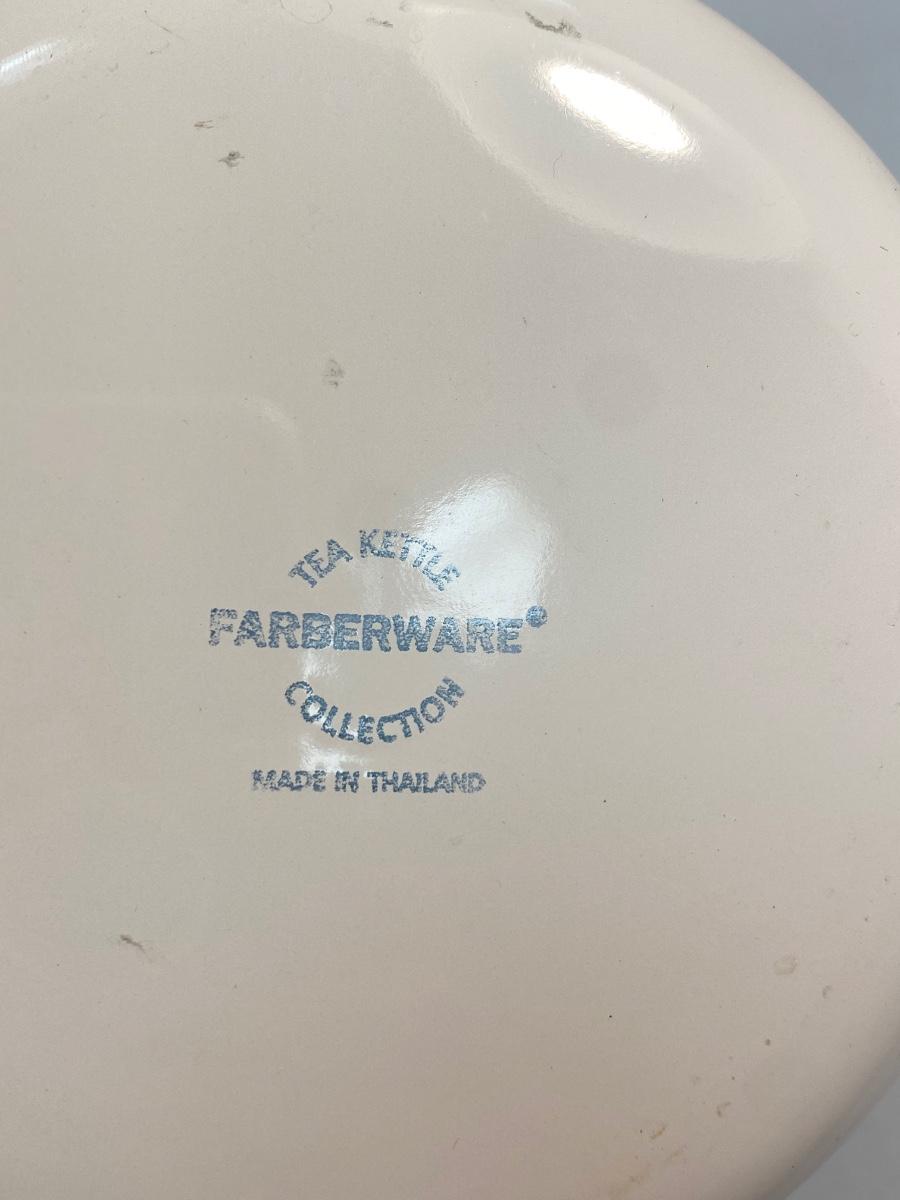 TEA KETTLE
FARBERWARE®
COLLECTION
MADE IN THAILAND